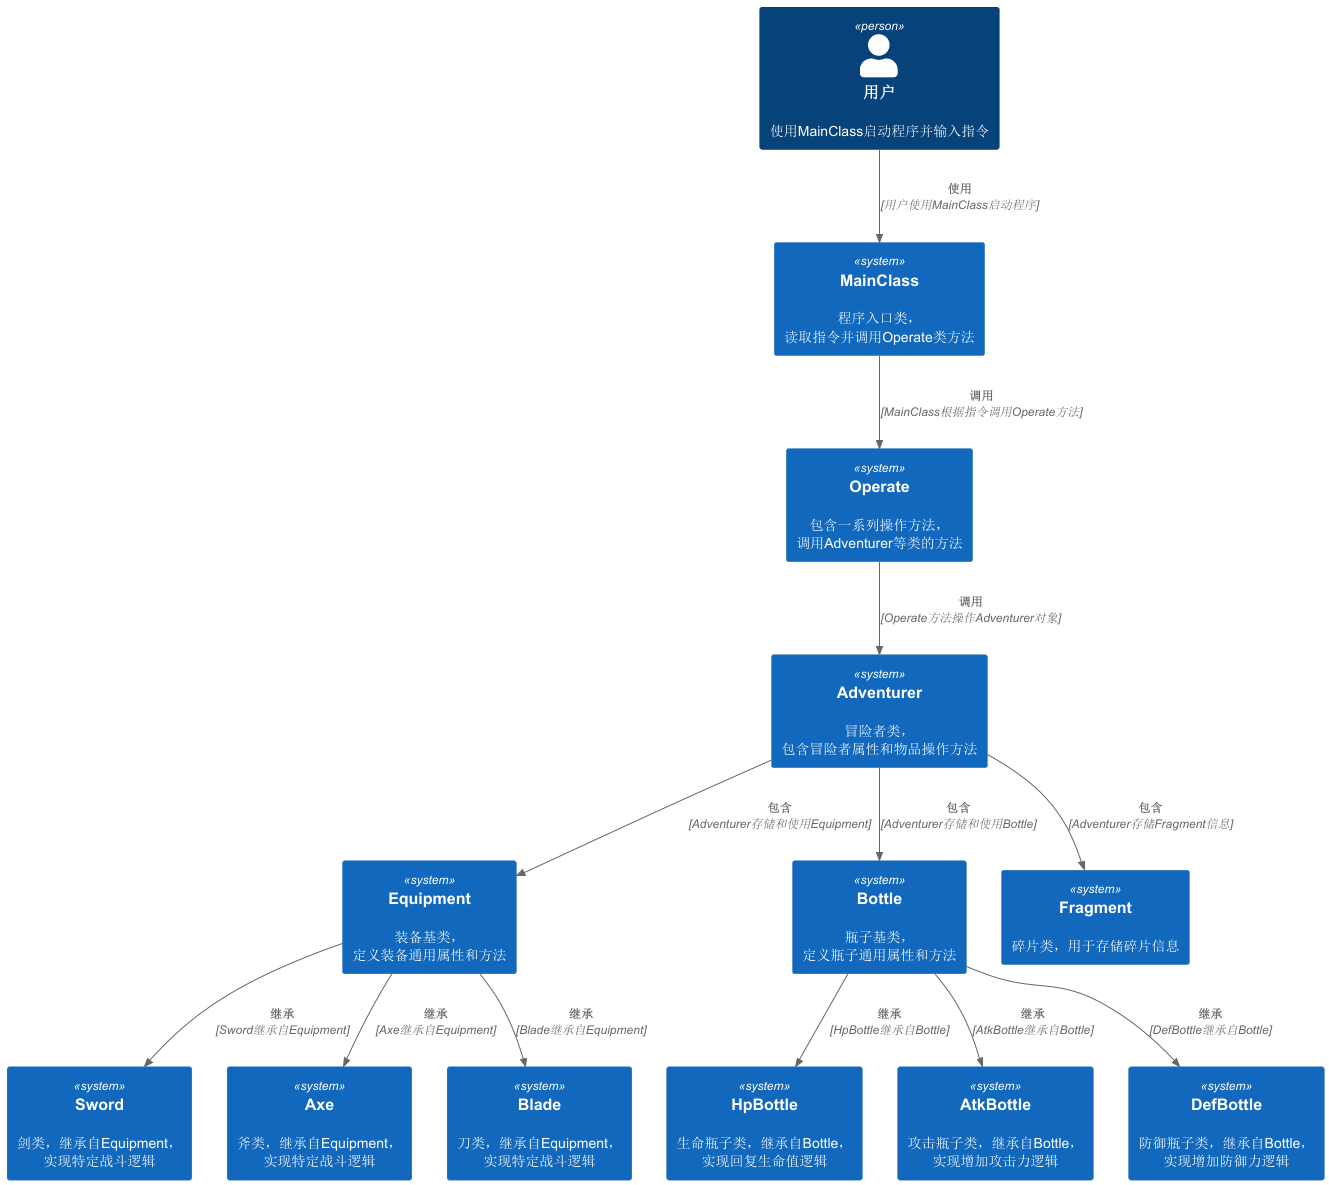 «person»
用户
使用MainClass启动程序并输入指令
使用
[用户使用MainClass启动程序]
«system»
MainClass
程序入口类，
读取指令并调用Operate类方法
调用
[MainClass根据指令调用Operate方法]
«system»
Operate
包含一系列操作方法，
调用Adventurer等类的方法
调用
[Operate方法操作Adventurer对象]
«system»
Adventurer
冒险者类，
包含冒险者属性和物品操作方法
包含
[Adventurer存储和使用Equipment]
包含
[Adventurer存储和使用Bottle]
包含
[Adventurer存储Fragment信息]
«system»
Equipment
装备基类，
定义装备通用属性和方法
«system»
Bottle
瓶子基类，
定义瓶子通用属性和方法
«system»
Fragment
碎片类，用于存储碎片信息
继承
[Sword继承自Equipment]
继承
[Axe继承自Equipment]
继承
[Blade继承自Equipment]
继承
[HpBottle继承自Bottle]
继承
[AtkBottle继承自Bottle]
继承
[DefBottle继承自Bottle]
«system»
Sword
剑类，继承自Equipment，
实现特定战斗逻辑
«system»
Axe
斧类，继承自Equipment，
实现特定战斗逻辑
«system»
Blade
刀类，继承自Equipment，
实现特定战斗逻辑
«system»
HpBottle
生命瓶子类，继承自Bottle，
实现回复生命值逻辑
«system»
AtkBottle
攻击瓶子类，继承自Bottle，
实现增加攻击力逻辑
«system»
DefBottle
防御瓶子类，继承自Bottle，
实现增加防御力逻辑